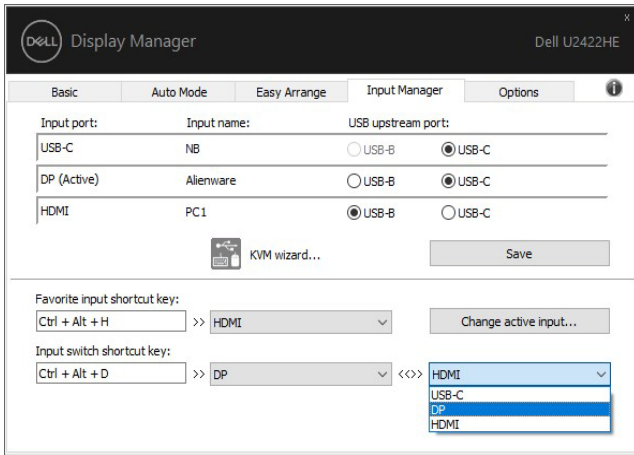 x
DELL Display Manager Dell U2422HE
Basic Auto Mode Easy Arrange Input Manager Options i
Input port: Input name: USB upstream port:
USB-C NB USB-B USB-C
DP (Active) Alienware USB-B USB-C
HDMI PC1 USB-B USB-C
KVM wizard... Save
Favorite input shortcut key:
Ctrl + Alt + H >> HDMI Change active input...
Input switch shortcut key:
Ctrl + Alt + D >> DP <<>> HDMI
USB-C
DP
HDMI